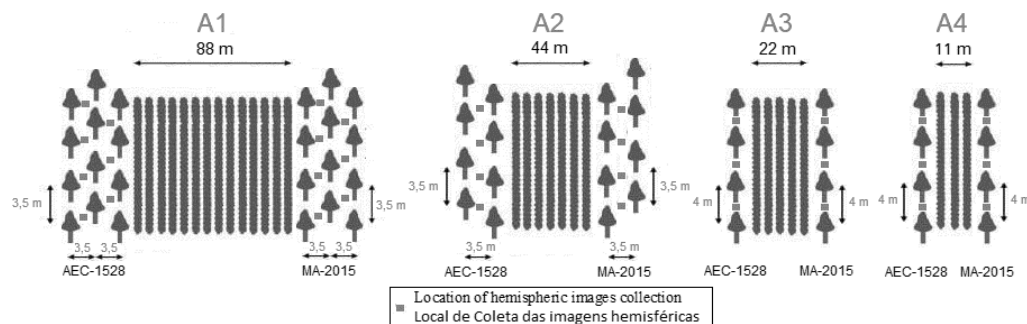 A1
88 m
3,5 m
3,5 m
3,5 3,5
3,5 3,5
AEC-1528
MA-2015
A2
44 m
3,5 m
3,5 m
3,5 m
3,5 m
AEC-1528
MA-2015
A3
22 m
4 m
4 m
AEC-1528
MA-2015
A4
11 m
4 m
4 m
AEC-1528
MA-2015
Location of hemispheric images collection
Local de Coleta das imagens hemisféricas